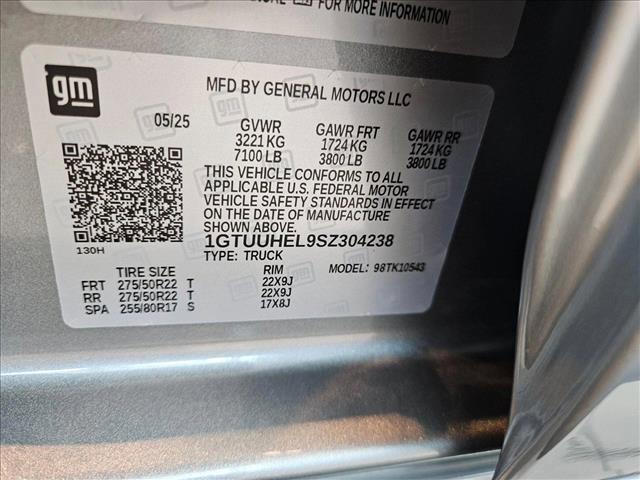 FOR MORE INFORMATION
gm
MFD BY GENERAL MOTORS LLC
05/25 GVWR GAWR FRT GAWR RR
3221 KG 1724 KG 1724 KG
7100 LB 3800 LB 3800 LB
THIS VEHICLE CONFORMS TO ALL
APPLICABLE U.S. FEDERAL MOTOR
VEHICLE SAFETY STANDARDS IN EFFECT
ON THE DATE OF MANUFACTURE
SHOWN ABOVE.
1GTUUHEL9SZ304238
130H
TYPE: TRUCK
TIRE SIZE RIM MODEL: 98TK10543
FRT 275/50R22 T 22X9J
RR 275/50R22 T 22X9J
SPA 255/80R17 S 17X8J